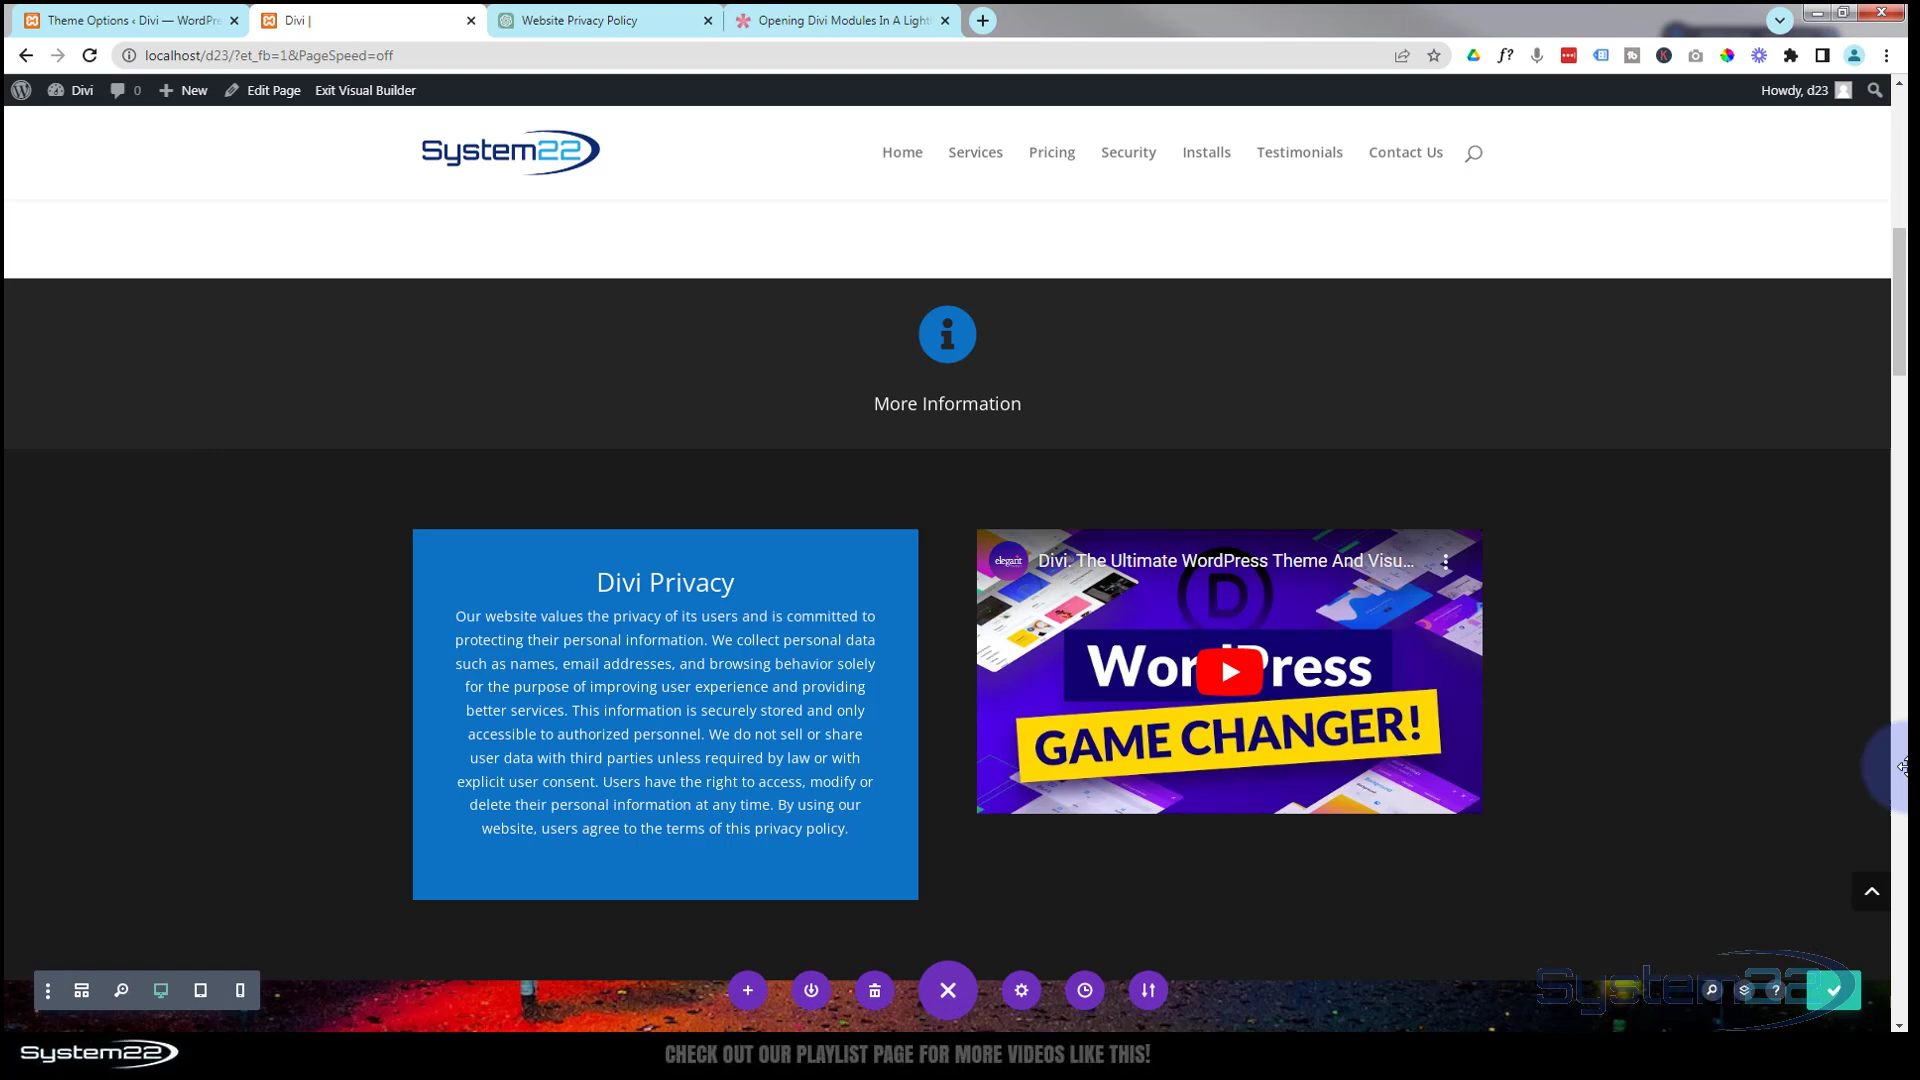 Theme Options ‹ Divi — WordPre
Divi |
Website Privacy Policy
Opening Divi Modules In A Light
localhost/d23/?et_fb=1&PageSpeed=off
f?
Divi
0
New
Edit Page
Exit Visual Builder
Howdy, d23
System22
Home
Services
Pricing
Security
Installs
Testimonials
Contact Us
More Information
Divi Privacy
Our website values the privacy of its users and is committed to
protecting their personal information. We collect personal data
such as names, email addresses, and browsing behavior solely
for the purpose of improving user experience and providing
better services. This information is securely stored and only
accessible to authorized personnel. We do not sell or share
user data with third parties unless required by law or with
explicit user consent. Users have the right to access, modify or
delete their personal information at any time. By using our
website, users agree to the terms of this privacy policy.
elegant
Divi. The Ultimate WordPress Theme And Visu...
D
WordPress
GAME CHANGER!
System22
?
System22
CHECK OUT OUR PLAYLIST PAGE FOR MORE VIDEOS LIKE THIS!